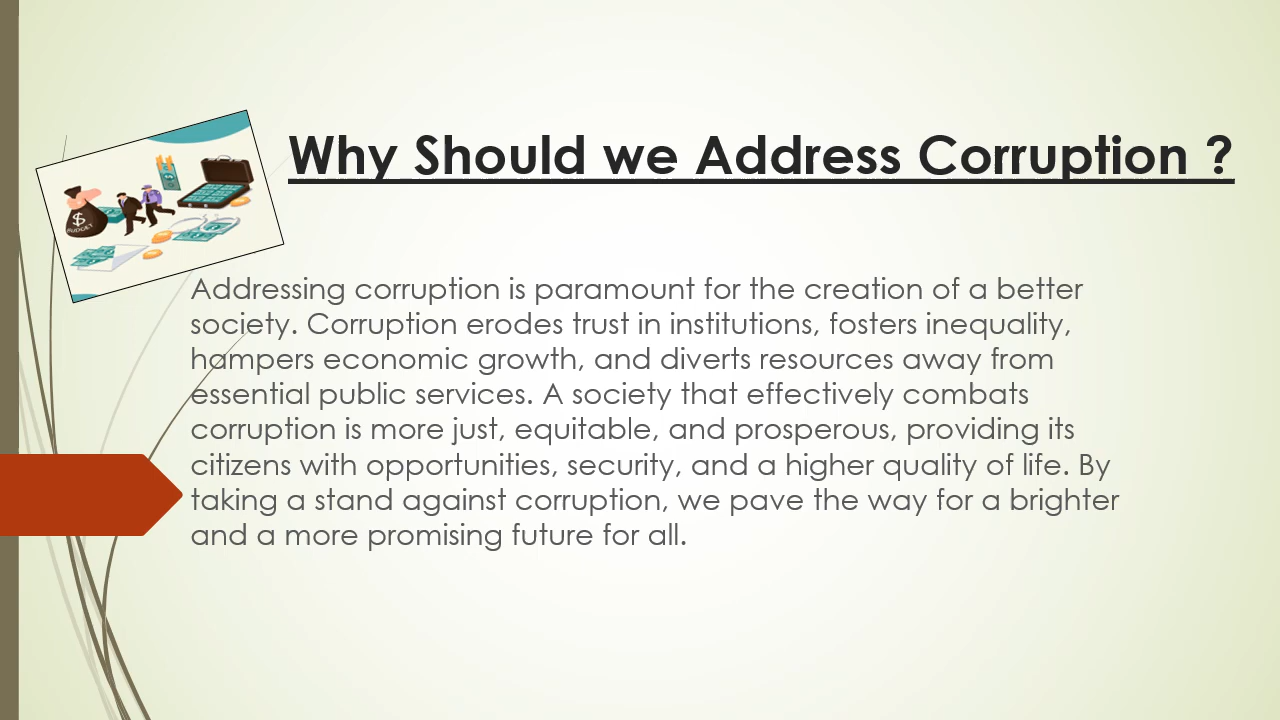 Why Should we Address Corruption ?
$
BUDGET
Addressing corruption is paramount for the creation of a better
society. Corruption erodes trust in institutions, fosters inequality,
hampers economic growth, and diverts resources away from
essential public services. A society that effectively combats
corruption is more just, equitable, and prosperous, providing its
citizens with opportunities, security, and a higher quality of life. By
taking a stand against corruption, we pave the way for a brighter
and a more promising future for all.